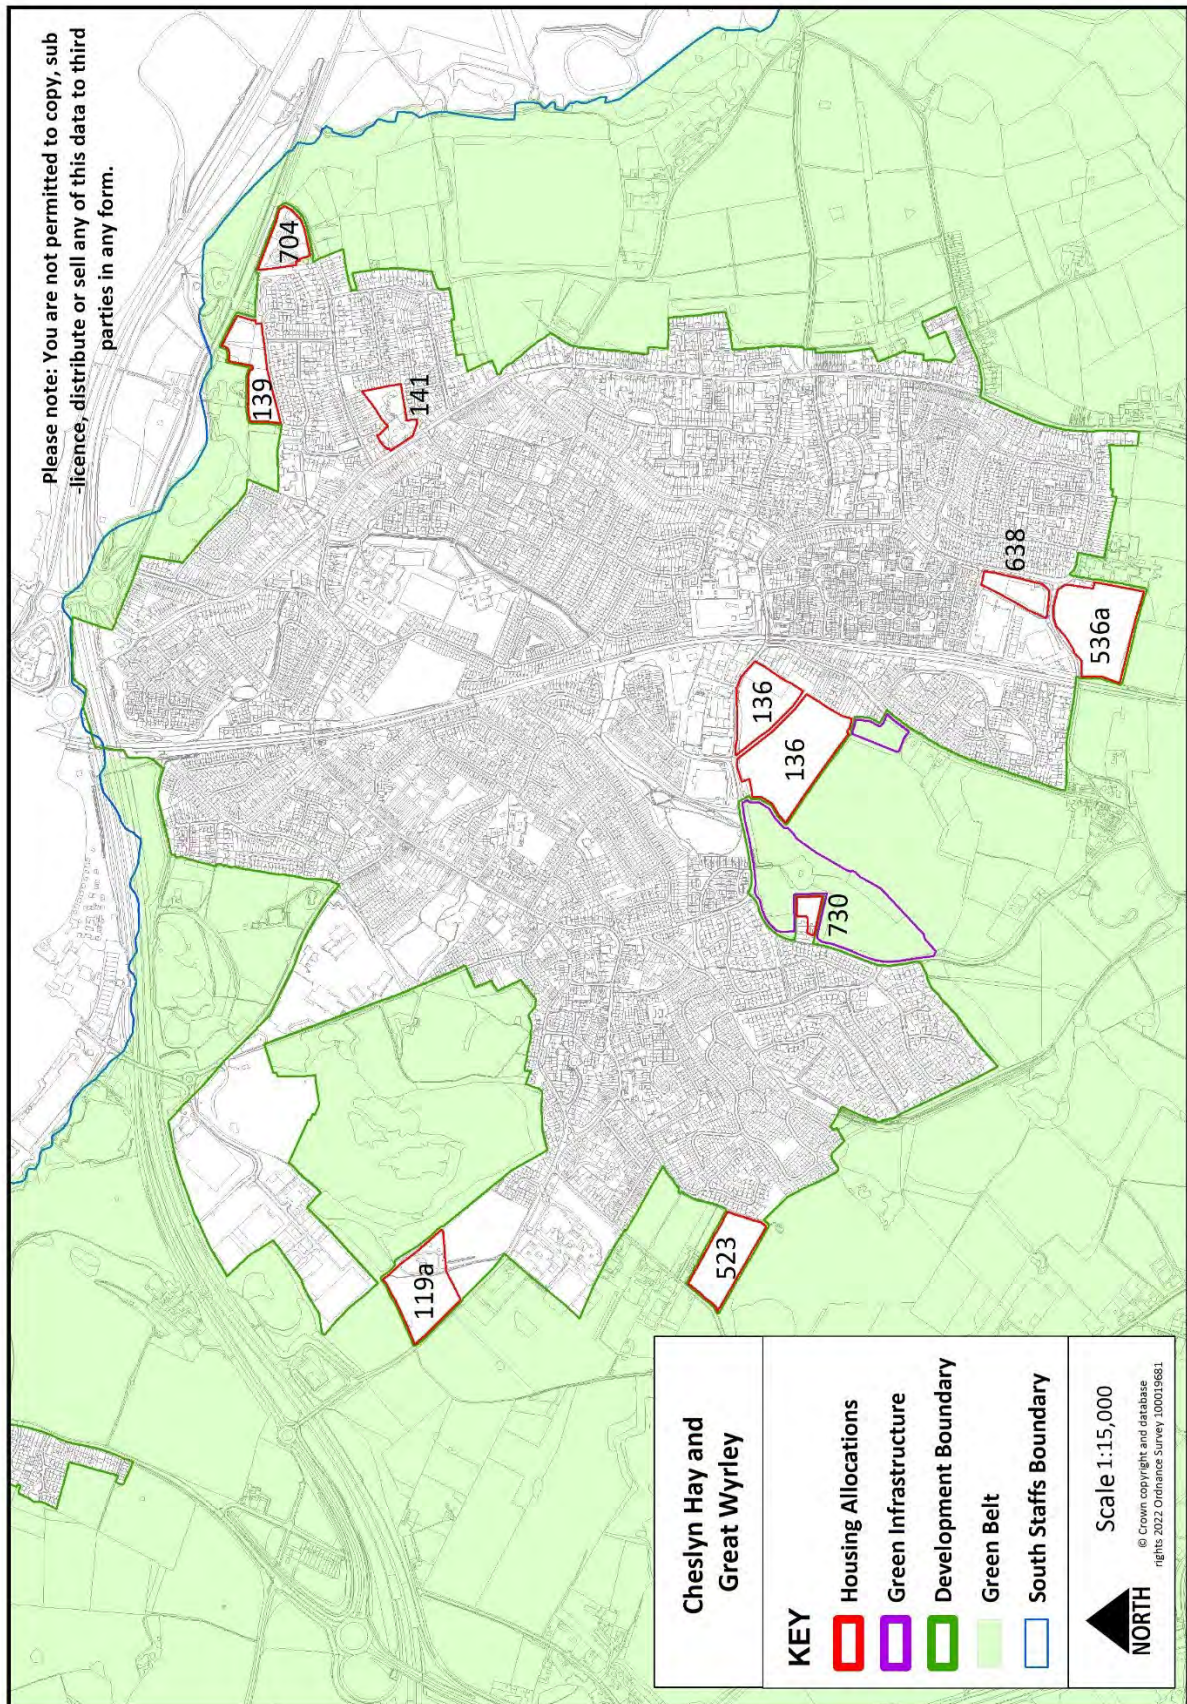 Please note: You are not permitted to copy, sub
-licence, distribute or sell any of this data to third
parties in any form.
704
139
141
638
536a
136
136
730
523
119a
Cheslyn Hay and
Great Wyrley
KEY
Housing Allocations
Green Infrastructure
Development Boundary
Green Belt
South Staffs Boundary
NORTH
Scale 1:15,000
© Crown copyright and database
rights 2022 Ordnance Survey 100019681